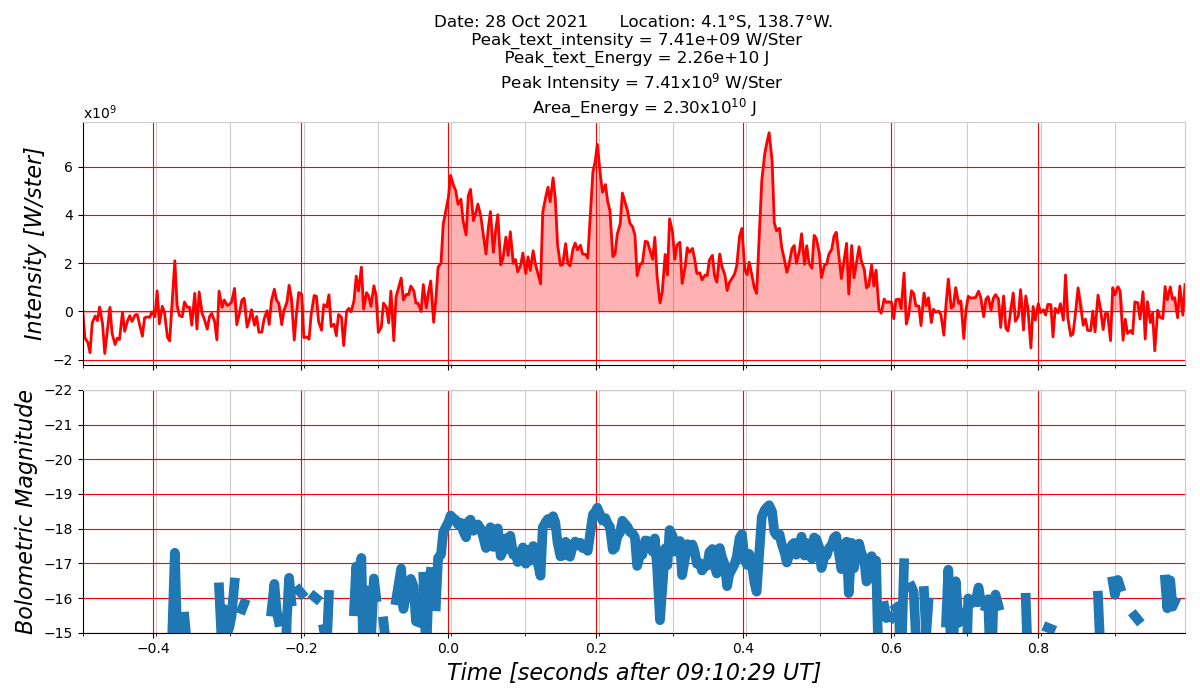 Date: 28 Oct 2021      Location: 4.1°S, 138.7°W.
Peak_text_intensity = 7.41e+09 W/Ster
Peak_text_Energy = 2.26e+10 J
Peak Intensity = 7.41x10⁹ W/Ster
Area_Energy = 2.30x10¹⁰ J
x10⁹
Intensity [W/ster]
6
4
2
0
−2
Bolometric Magnitude
−22
−21
−20
−19
−18
−17
−16
−15
−0.4 −0.2 0.0 0.2 0.4 0.6 0.8
Time [seconds after 09:10:29 UT]